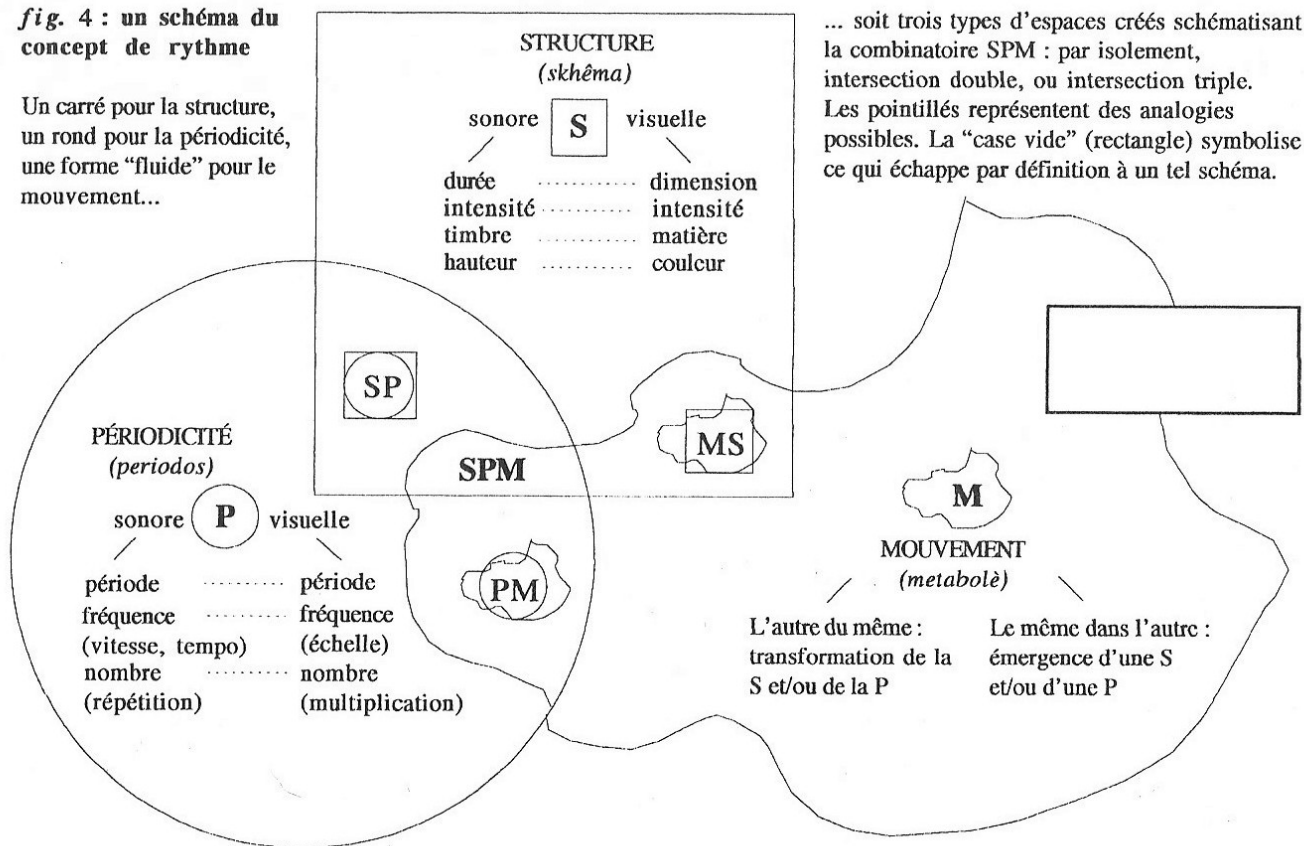 fig. 4 : un schéma du
concept de rythme
Un carré pour la structure,
un rond pour la périodicité,
une forme “fluide” pour le
mouvement...
... soit trois types d’espaces créés schématisant
la combinatoire SPM : par isolement,
intersection double, ou intersection triple.
Les pointillés représentent des analogies
possibles. La “case vide” (rectangle) symbolise
ce qui échappe par définition à un tel schéma.
STRUCTURE
(skhêma)
sonore S visuelle
durée .......... dimension
intensité .......... intensité
timbre .......... matière
hauteur .......... couleur
SP
MS
SPM
PM
PÉRIODICITÉ
(periodos)
sonore P visuelle
période .......... période
fréquence .......... fréquence
(vitesse, tempo) (échelle)
nombre .......... nombre
(répétition) (multiplication)
M
MOUVEMENT
(metabolè)
L’autre du même :
transformation de la
S et/ou de la P
Le même dans l’autre :
émergence d’une S
et/ou d’une P